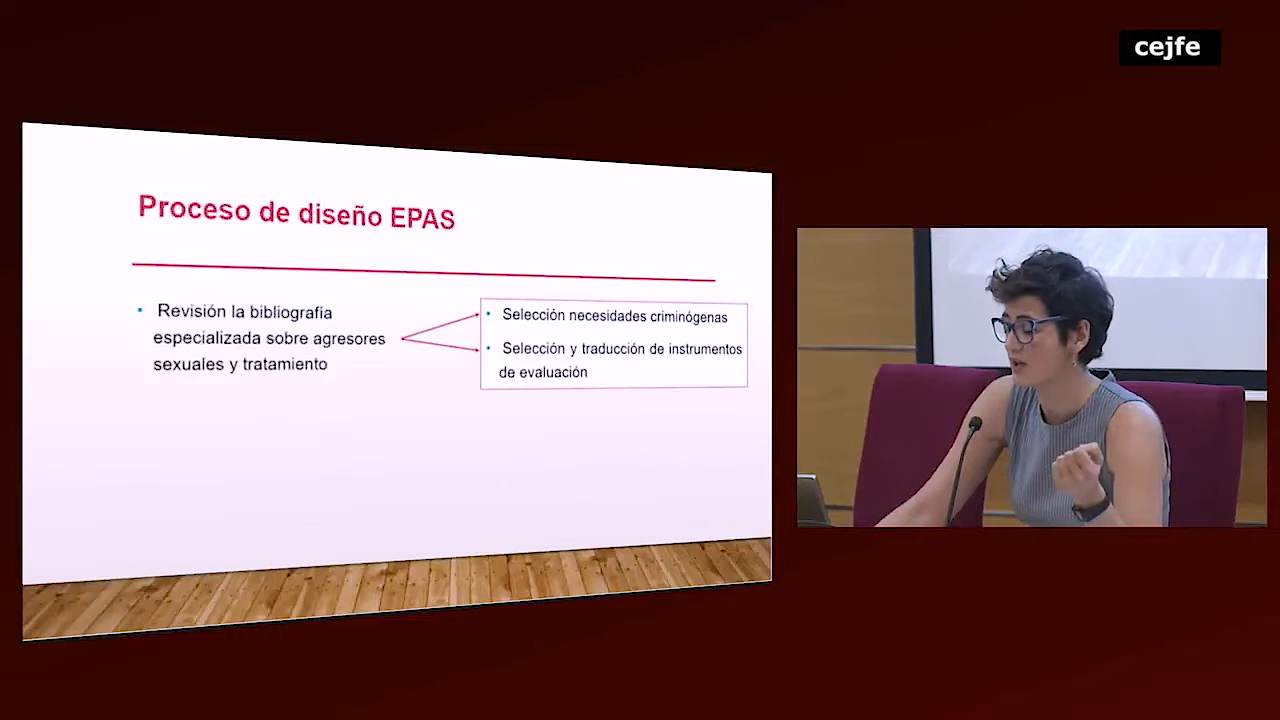 cejfe
Proceso de diseño EPAS
• Revisión la bibliografía
especializada sobre agresores
sexuales y tratamiento
• Selección necesidades criminógenas
• Selección y traducción de instrumentos
de evaluación